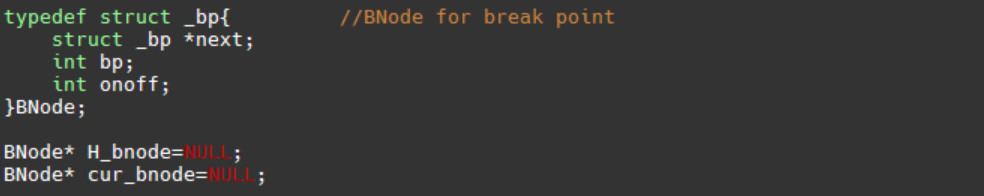 typedef struct _bp{ //BNode for break point
struct _bp *next;
int bp;
int onoff;
}BNode;
BNode* H_bnode=NULL;
BNode* cur_bnode=NULL;